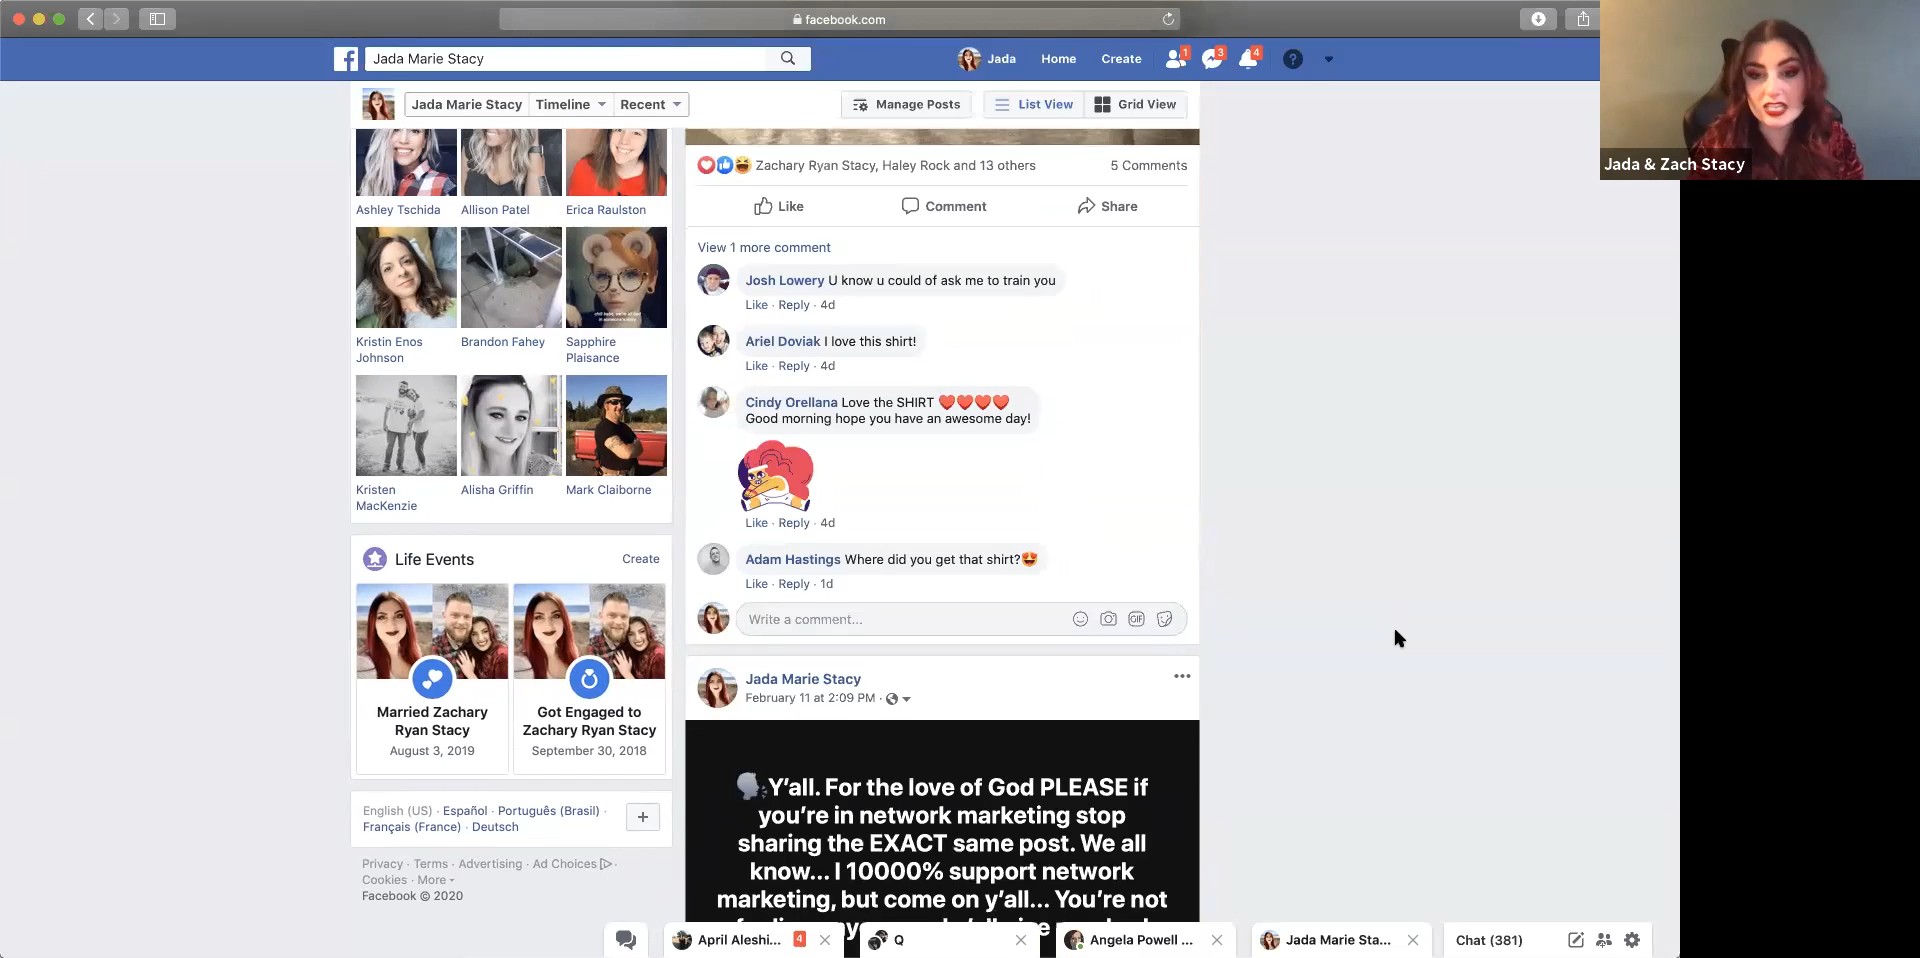 facebook.com
Jada Marie Stacy
Jada
Home
Create
1
3
4
?
Jada & Zach Stacy
Jada Marie Stacy
Timeline
Recent
Manage Posts
List View
Grid View
Ashley Tschida
Allison Patel
Erica Raulston
Kristin Enos
Johnson
Brandon Fahey
Sapphire
Plaisance
Kristen
MacKenzie
Alisha Griffin
Mark Claiborne
Life Events
Create
Married Zachary
Ryan Stacy
August 3, 2019
Got Engaged to
Zachary Ryan Stacy
September 30, 2018
English (US) · Español · Português (Brasil) ·
Français (France) · Deutsch
Privacy · Terms · Advertising · Ad Choices ·
Cookies · More
Facebook © 2020
Zachary Ryan Stacy, Haley Rock and 13 others
5 Comments
Like
Comment
Share
View 1 more comment
Josh Lowery U know u could of ask me to train you
Like · Reply · 4d
Ariel Doviak I love this shirt!
Like · Reply · 4d
Cindy Orellana Love the SHIRT ❤️❤️❤️❤️
Good morning hope you have an awesome day!
Like · Reply · 4d
Adam Hastings Where did you get that shirt?😍
Like · Reply · 1d
Write a comment...
GIF
Jada Marie Stacy
February 11 at 2:09 PM ·
🗣️Y'all. For the love of God PLEASE if
you're in network marketing stop
sharing the EXACT same post. We all
know... I 10000% support network
marketing, but come on y'all... You're not
April Aleshi...
4
Q
Angela Powell ...
Jada Marie Sta...
Chat (381)